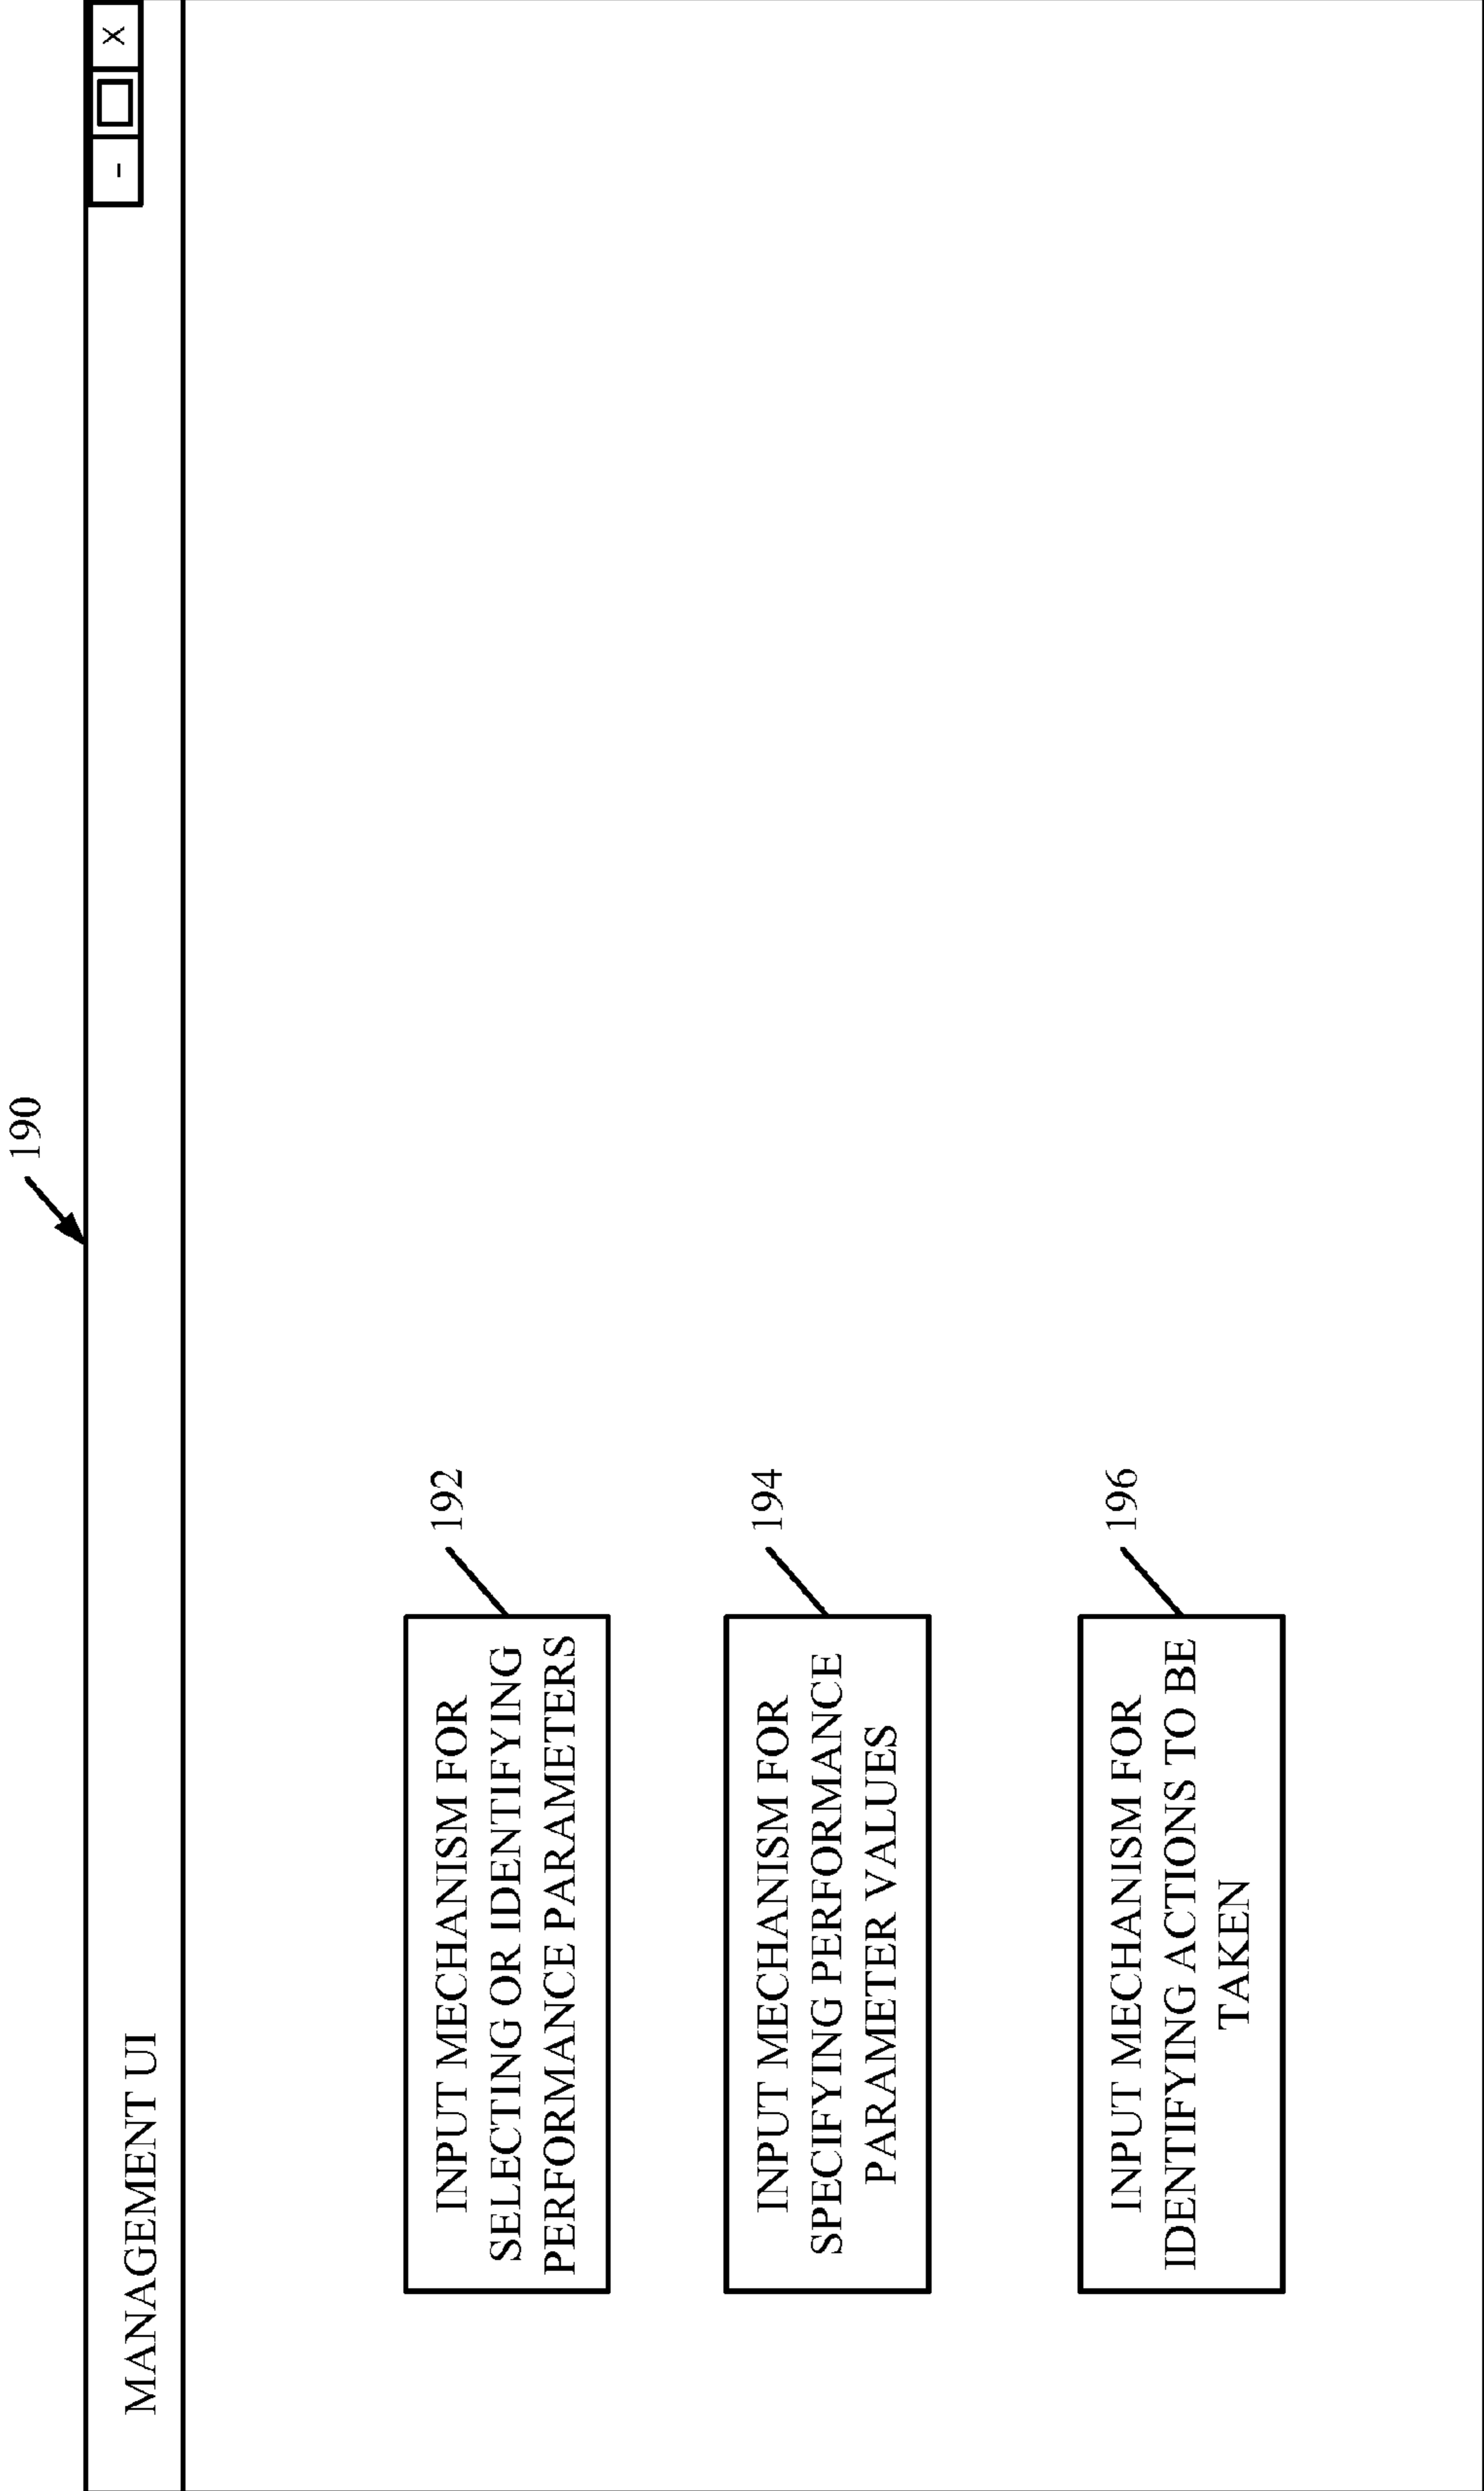 190
MANAGEMENT UI
- X
192
INPUT MECHANISM FOR
SELECTING OR IDENTIFYING
PERFORMANCE PARAMETERS
194
INPUT MECHANISM FOR
SPECIFYING PERFORMANCE
PARAMETER VALUES
196
INPUT MECHANISM FOR
IDENTIFYING ACTIONS TO BE
TAKEN